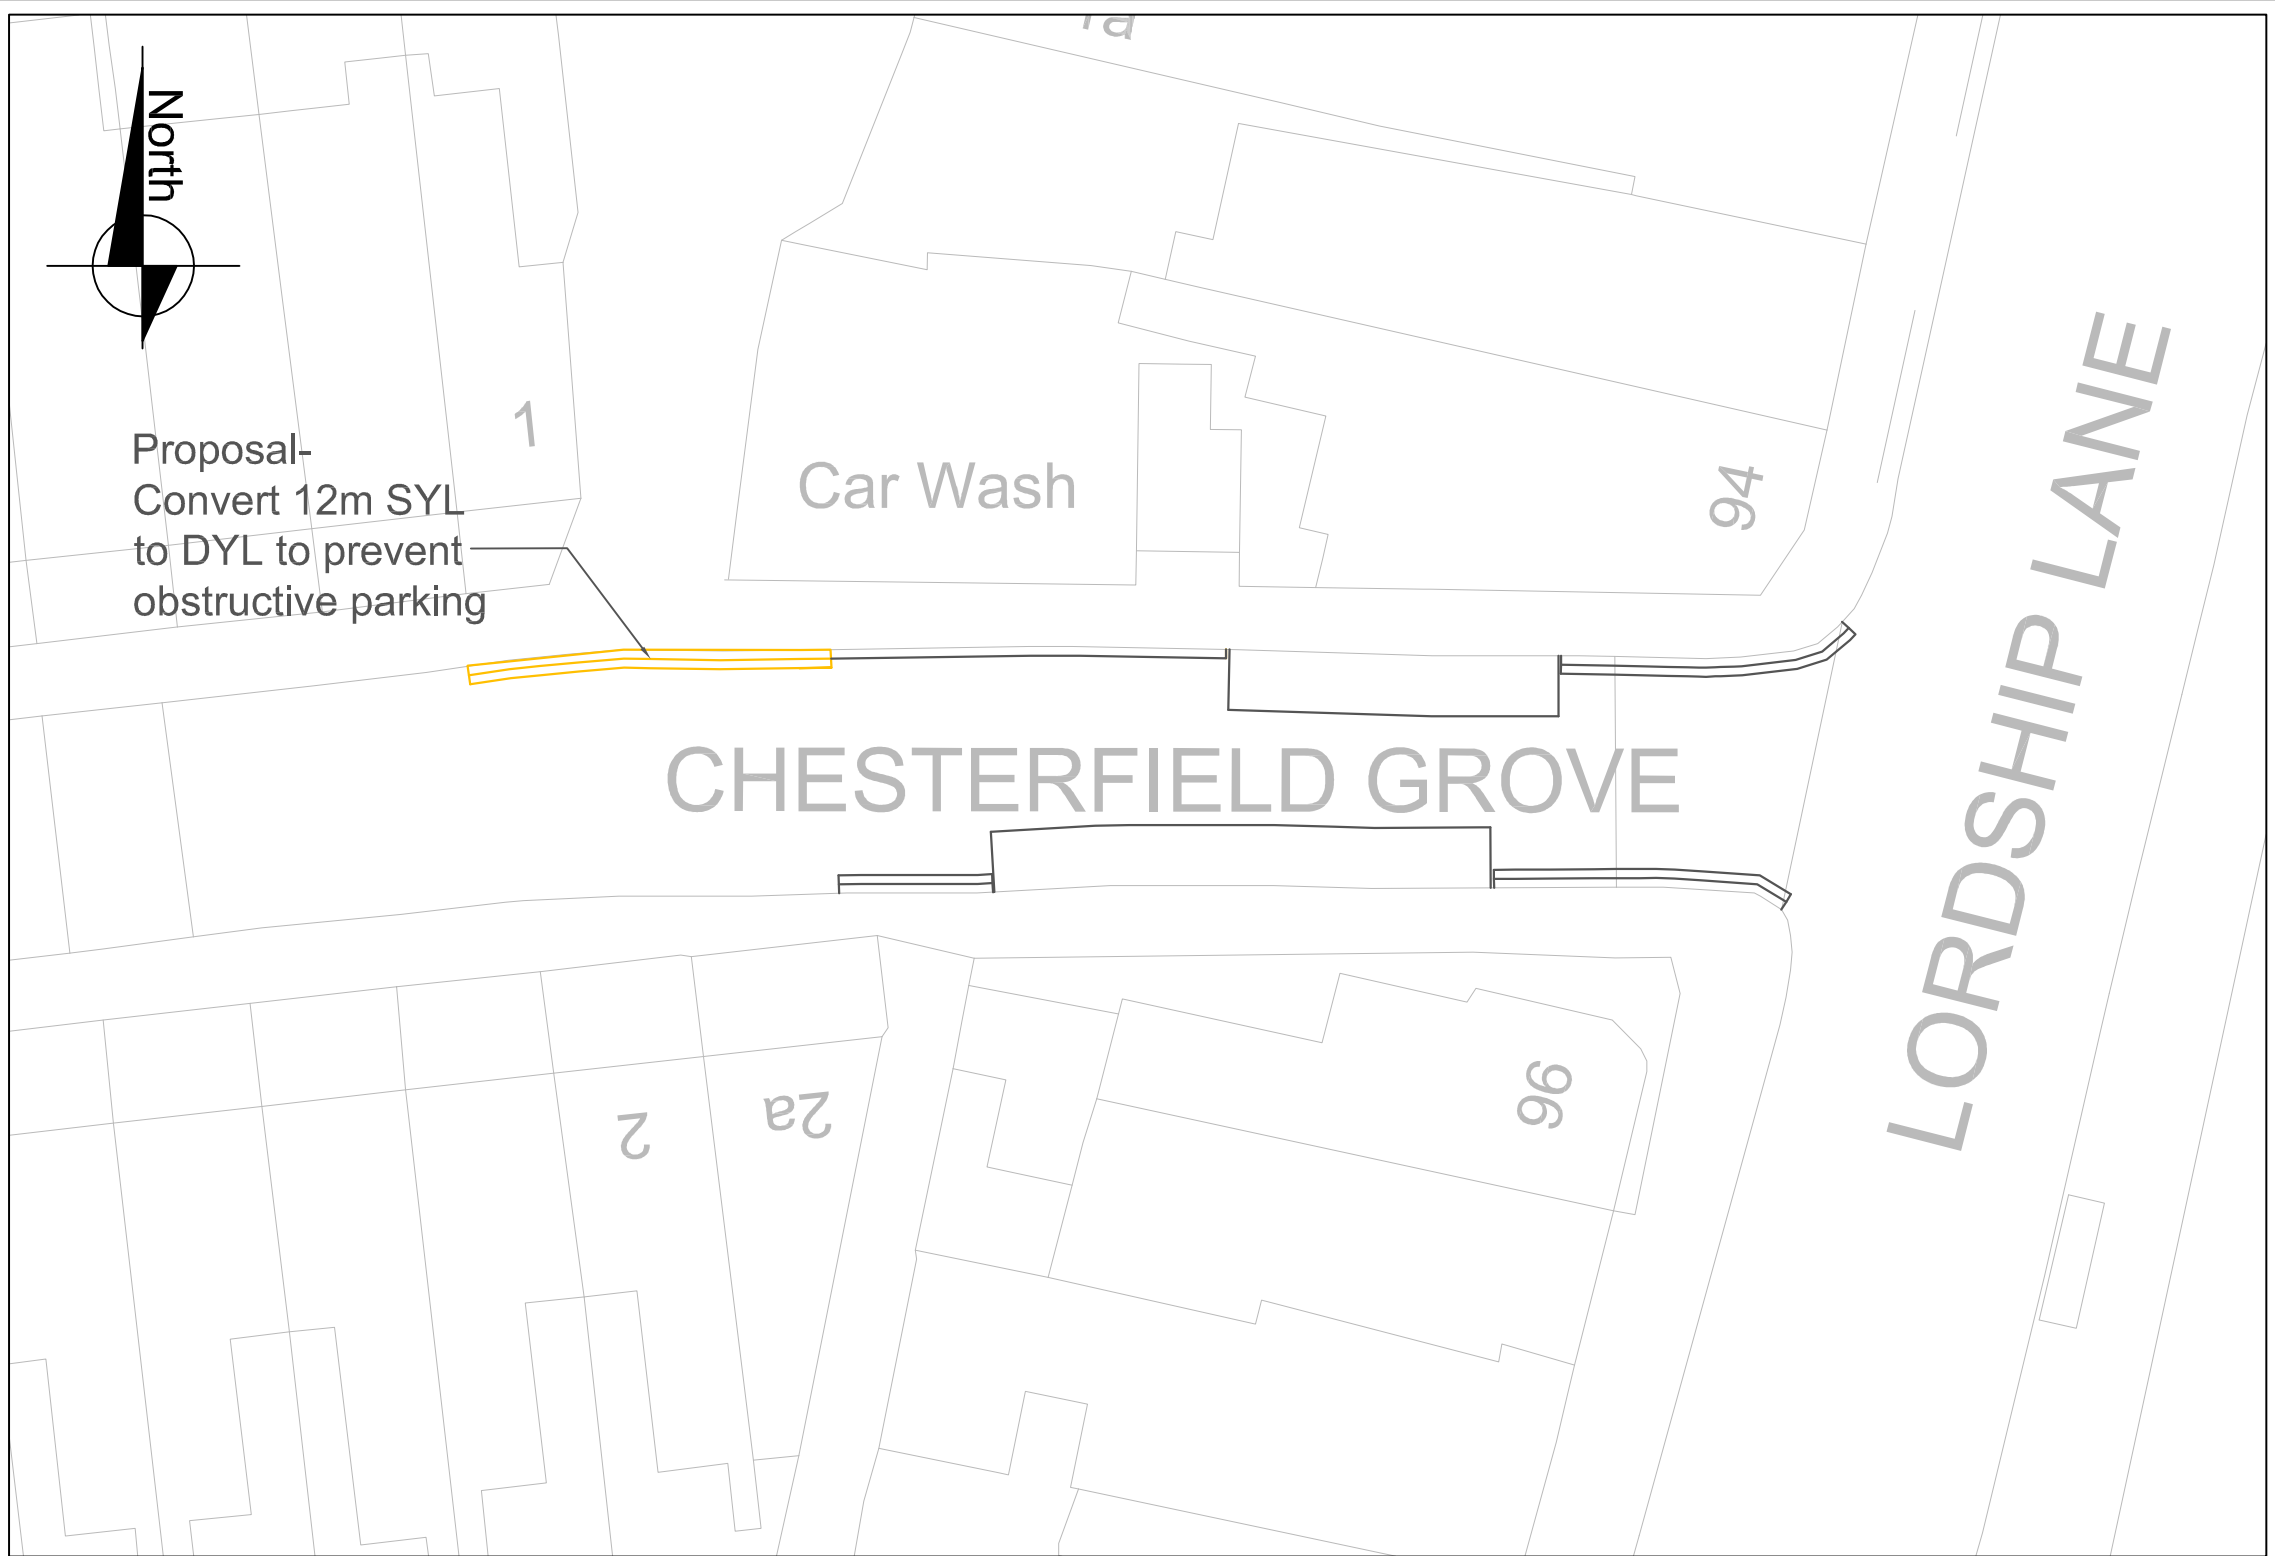 North
1
Proposal-
Convert 12m SYL
to DYL to prevent
obstructive parking
Car Wash
94
LORDSHIP LANE
CHESTERFIELD GROVE
2
2a
96